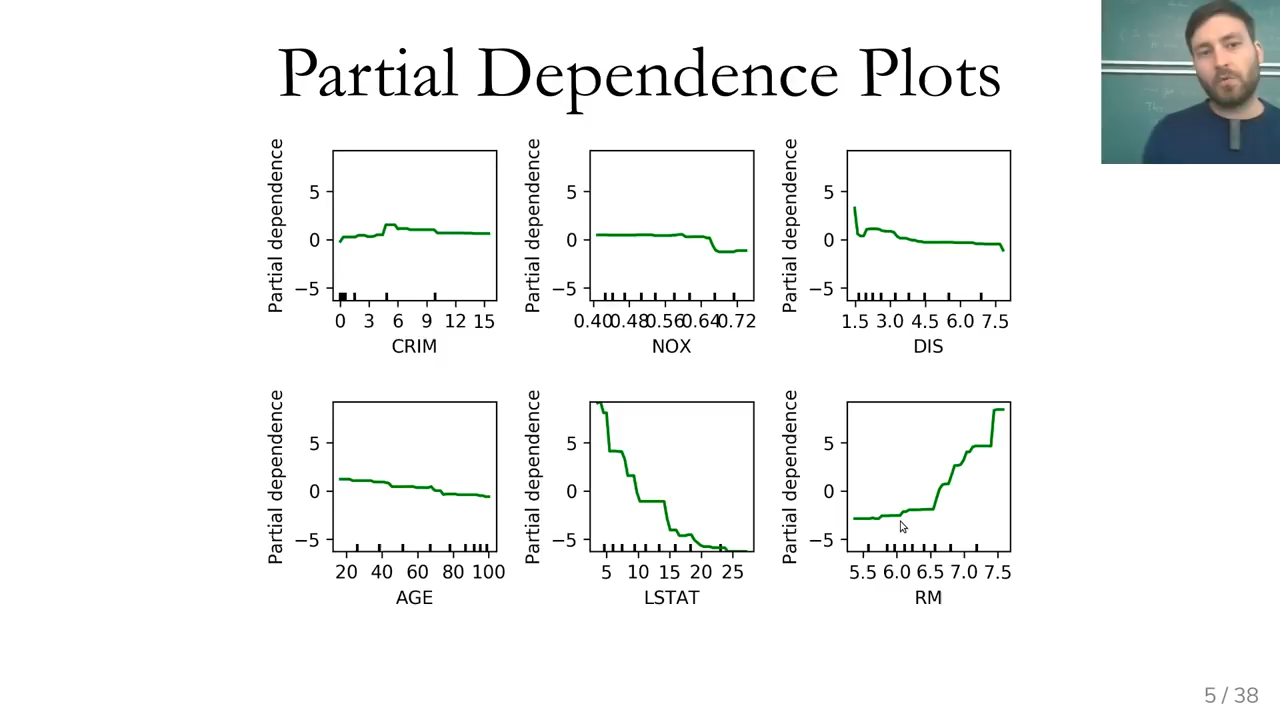 Partial Dependence Plots
Partial dependence
5
0
−5
0 3 6 9 12 15
CRIM
Partial dependence
5
0
−5
0.40 0.48 0.56 0.64 0.72
NOX
Partial dependence
5
0
−5
1.5 3.0 4.5 6.0 7.5
DIS
Partial dependence
5
0
−5
20 40 60 80 100
AGE
Partial dependence
5
0
−5
5 10 15 20 25
LSTAT
Partial dependence
5
0
−5
5.5 6.0 6.5 7.0 7.5
RM
5 / 38